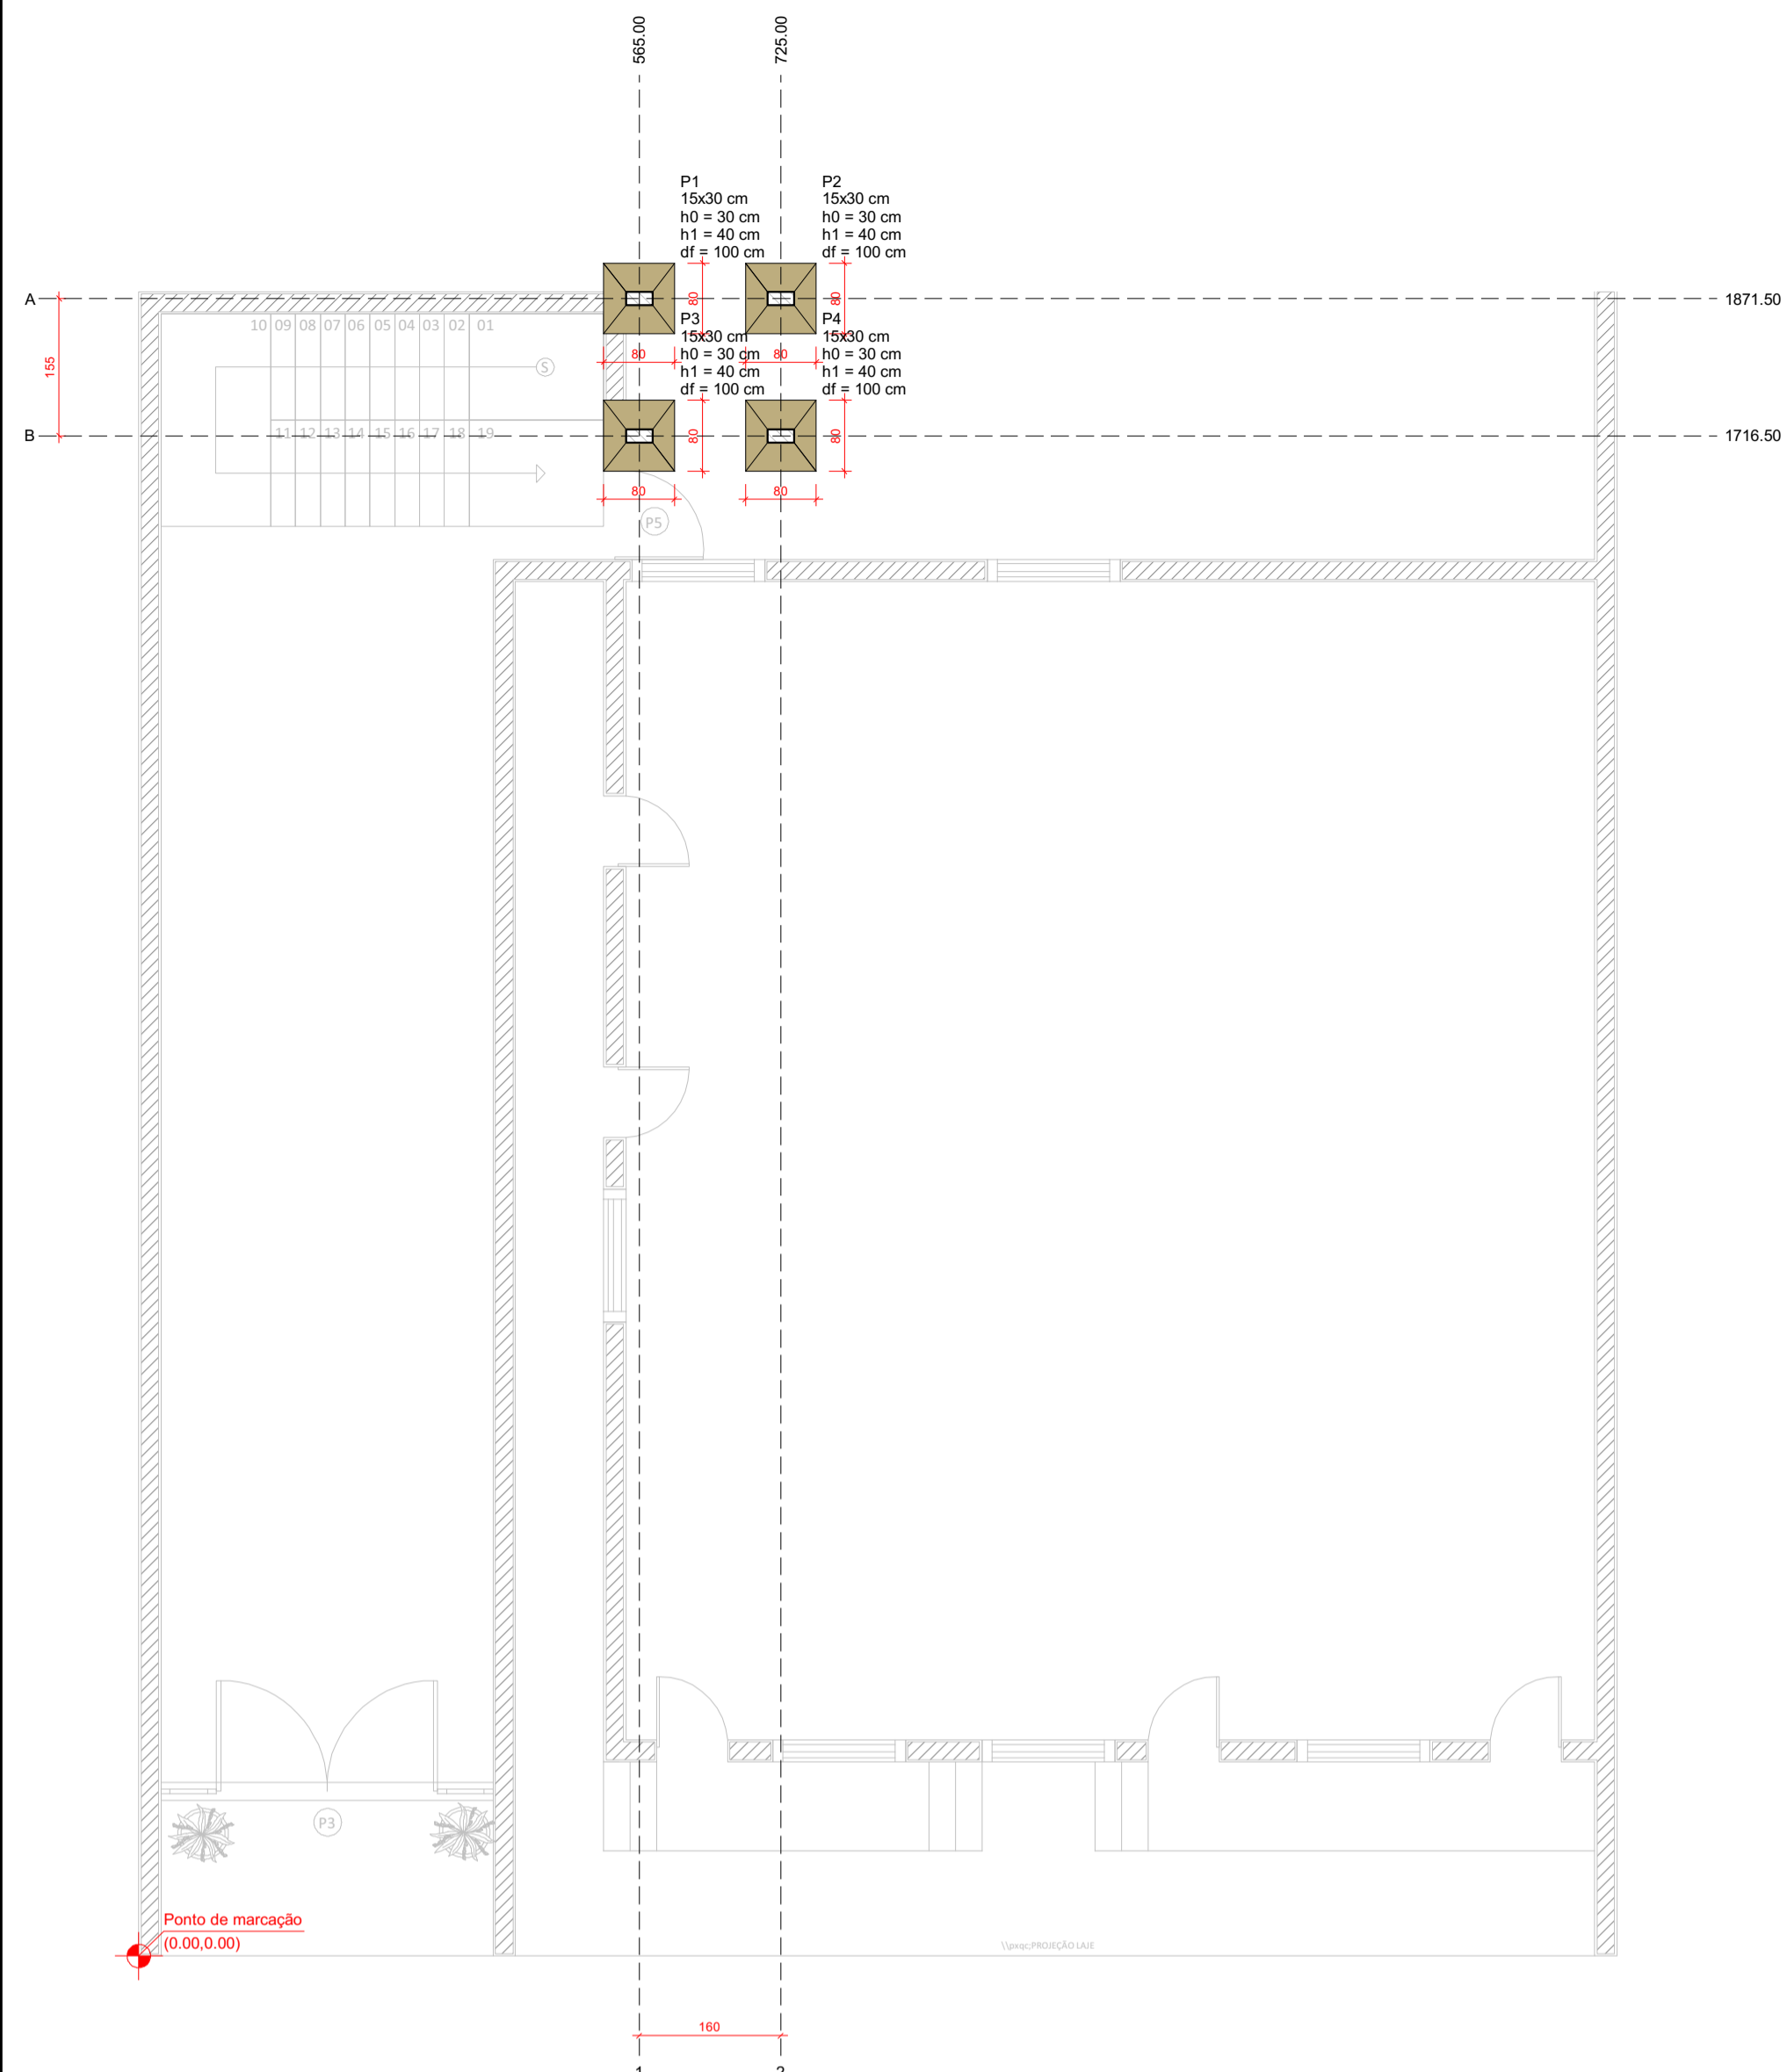 565.00
725.00
P1
15x30 cm
h0 = 30 cm
h1 = 40 cm
df = 100 cm
P2
15x30 cm
h0 = 30 cm
h1 = 40 cm
df = 100 cm
80
80
A
1871.50
10 09 08 07 06 05 04 03 02 01
P3
15x30 cm
h0 = 30 cm
h1 = 40 cm
df = 100 cm
P4
15x30 cm
h0 = 30 cm
h1 = 40 cm
df = 100 cm
80
80
155
S
B
11 12 13 14 15 16 17 18 19
80
80
1716.50
80
80
P5
P3
Ponto de marcação
(0.00,0.00)
\\pxqc;PROJEÇÃO LAJE
160
1
2